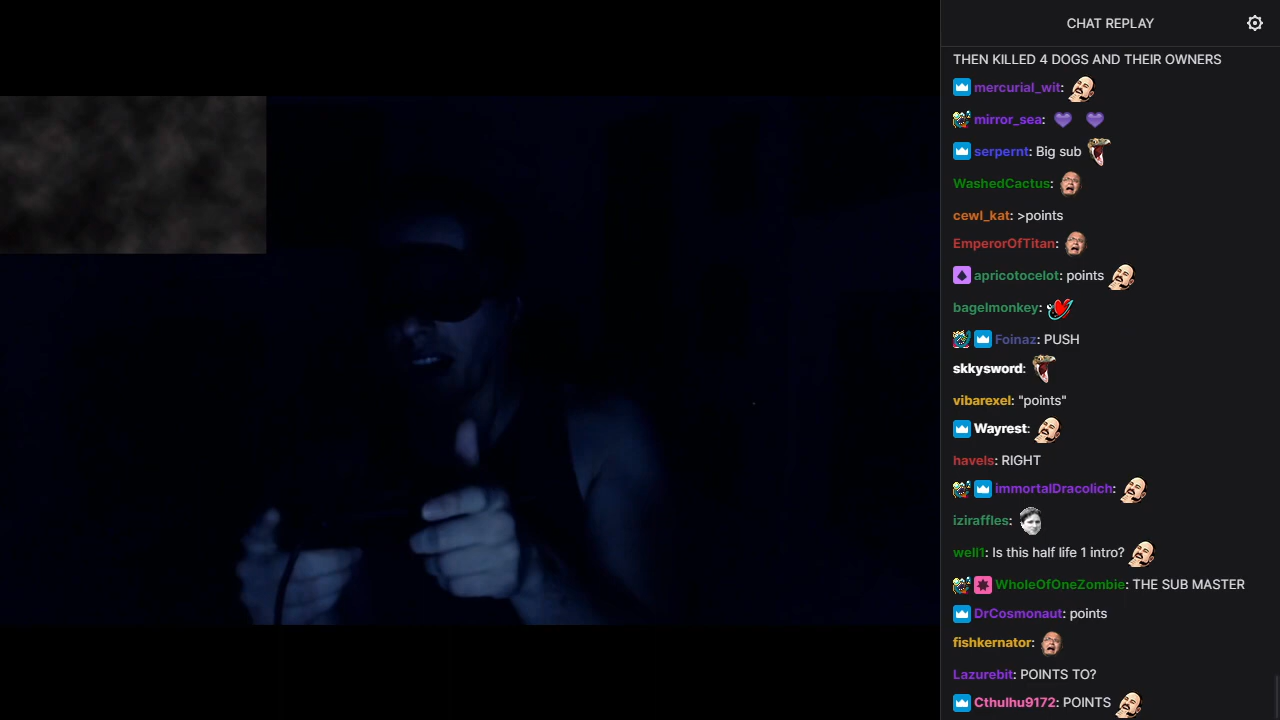 CHAT REPLAY
THEN KILLED 4 DOGS AND THEIR OWNERS
mercurial_wit:
mirror_sea:
serpernt: Big sub
WashedCactus:
cewl_kat: >points
EmperorOfTitan:
apricotocelot: points
bagelmonkey:
Foinaz: PUSH
skkysword:
vibarexel: "points"
Wayrest:
havels: RIGHT
immortalDracolich:
iziraffles:
well1: Is this half life 1 intro?
WholeOfOneZombie: THE SUB MASTER
DrCosmonaut: points
fishkernator:
Lazurebit: POINTS TO?
Cthulhu9172: POINTS